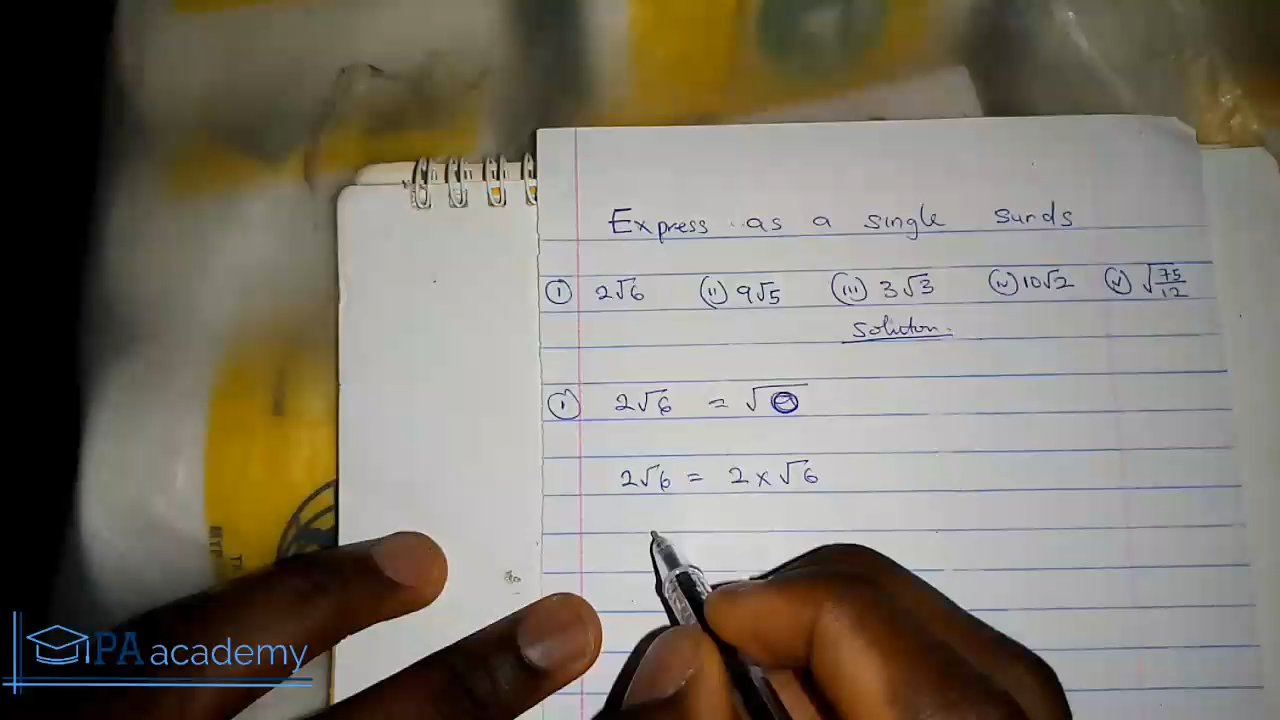 Express as a single surds
(i) 2√6 (ii) 9√5 (iii) 3√3 (iv) 10√2 (v) √75/12
Solution.
(i) 2√6 = √
2√6 = 2 x √6
PA academy